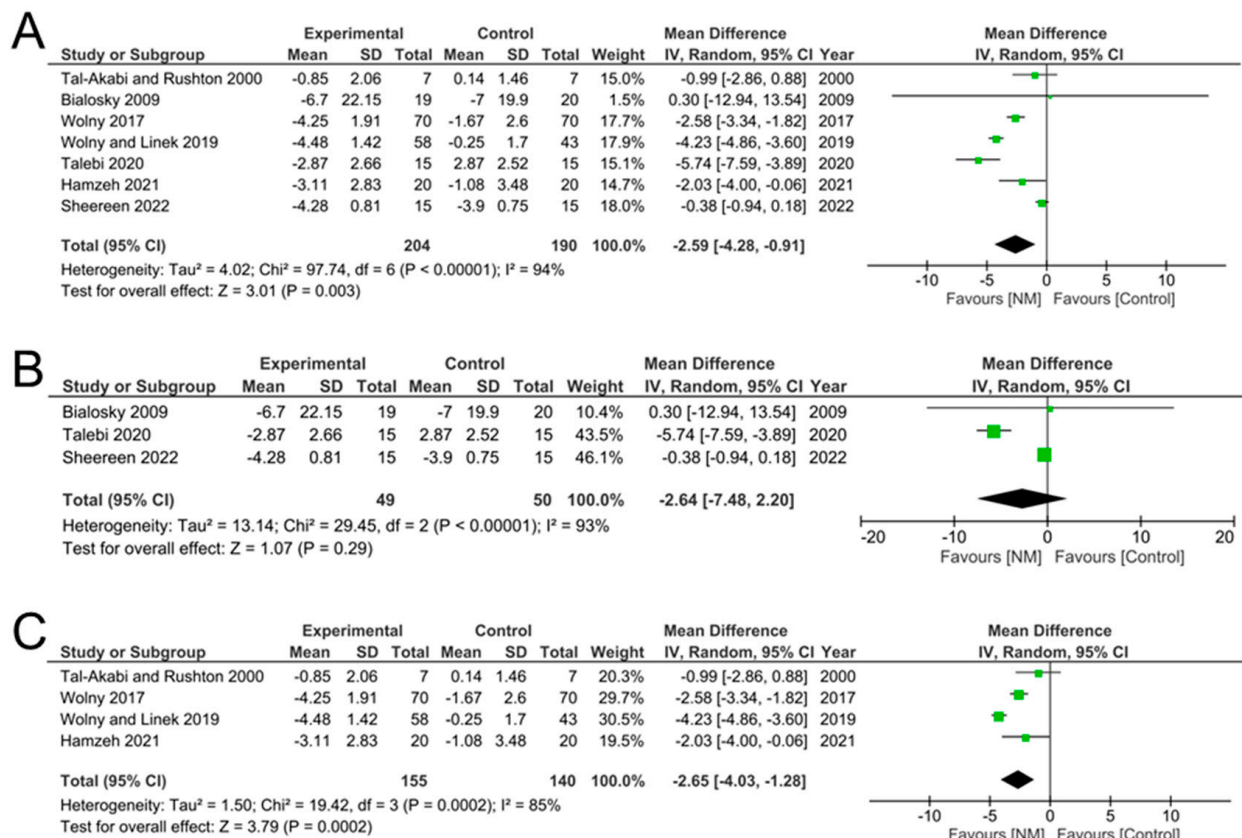 A
Experimental Control Mean Difference Mean Difference
Study or Subgroup Mean SD Total Mean SD Total Weight IV, Random, 95% CI Year IV, Random, 95% CI
Tal-Akabi and Rushton 2000 -0.85 2.06 7 0.14 1.46 7 15.0% -0.99 [-2.86, 0.88] 2000
Bialosky 2009 -6.7 22.15 19 -7 19.9 20 1.5% 0.30 [-12.94, 13.54] 2009
Wolny 2017 -4.25 1.91 70 -1.67 2.6 70 17.7% -2.58 [-3.34, -1.82] 2017
Wolny and Linek 2019 -4.48 1.42 58 -0.25 1.7 43 17.9% -4.23 [-4.86, -3.60] 2019
Talebi 2020 -2.87 2.66 15 2.87 2.52 15 15.1% -5.74 [-7.59, -3.89] 2020
Hamzeh 2021 -3.11 2.83 20 -1.08 3.48 20 14.7% -2.03 [-4.00, -0.06] 2021
Sheereen 2022 -4.28 0.81 15 -3.9 0.75 15 18.0% -0.38 [-0.94, 0.18] 2022
Total (95% CI) 204 190 100.0% -2.59 [-4.28, -0.91]
Heterogeneity: Tau² = 4.02; Chi² = 97.74, df = 6 (P < 0.00001); I² = 94%
Test for overall effect: Z = 3.01 (P = 0.003)
-10 -5 0 5 10
Favours [NM] Favours [Control]
B
Experimental Control Mean Difference Mean Difference
Study or Subgroup Mean SD Total Mean SD Total Weight IV, Random, 95% CI Year IV, Random, 95% CI
Bialosky 2009 -6.7 22.15 19 -7 19.9 20 10.4% 0.30 [-12.94, 13.54] 2009
Talebi 2020 -2.87 2.66 15 2.87 2.52 15 43.5% -5.74 [-7.59, -3.89] 2020
Sheereen 2022 -4.28 0.81 15 -3.9 0.75 15 46.1% -0.38 [-0.94, 0.18] 2022
Total (95% CI) 49 50 100.0% -2.64 [-7.48, 2.20]
Heterogeneity: Tau² = 13.14; Chi² = 29.45, df = 2 (P < 0.00001); I² = 93%
Test for overall effect: Z = 1.07 (P = 0.29)
-20 -10 0 10 20
Favours [NM] Favours [Control]
C
Experimental Control Mean Difference Mean Difference
Study or Subgroup Mean SD Total Mean SD Total Weight IV, Random, 95% CI Year IV, Random, 95% CI
Tal-Akabi and Rushton 2000 -0.85 2.06 7 0.14 1.46 7 20.3% -0.99 [-2.86, 0.88] 2000
Wolny 2017 -4.25 1.91 70 -1.67 2.6 70 29.7% -2.58 [-3.34, -1.82] 2017
Wolny and Linek 2019 -4.48 1.42 58 -0.25 1.7 43 30.5% -4.23 [-4.86, -3.60] 2019
Hamzeh 2021 -3.11 2.83 20 -1.08 3.48 20 19.5% -2.03 [-4.00, -0.06] 2021
Total (95% CI) 155 140 100.0% -2.65 [-4.03, -1.28]
Heterogeneity: Tau² = 1.50; Chi² = 19.42, df = 3 (P = 0.0002); I² = 85%
Test for overall effect: Z = 3.79 (P = 0.0002)
-10 -5 0 5 10
Favours [NM] Favours [Control]